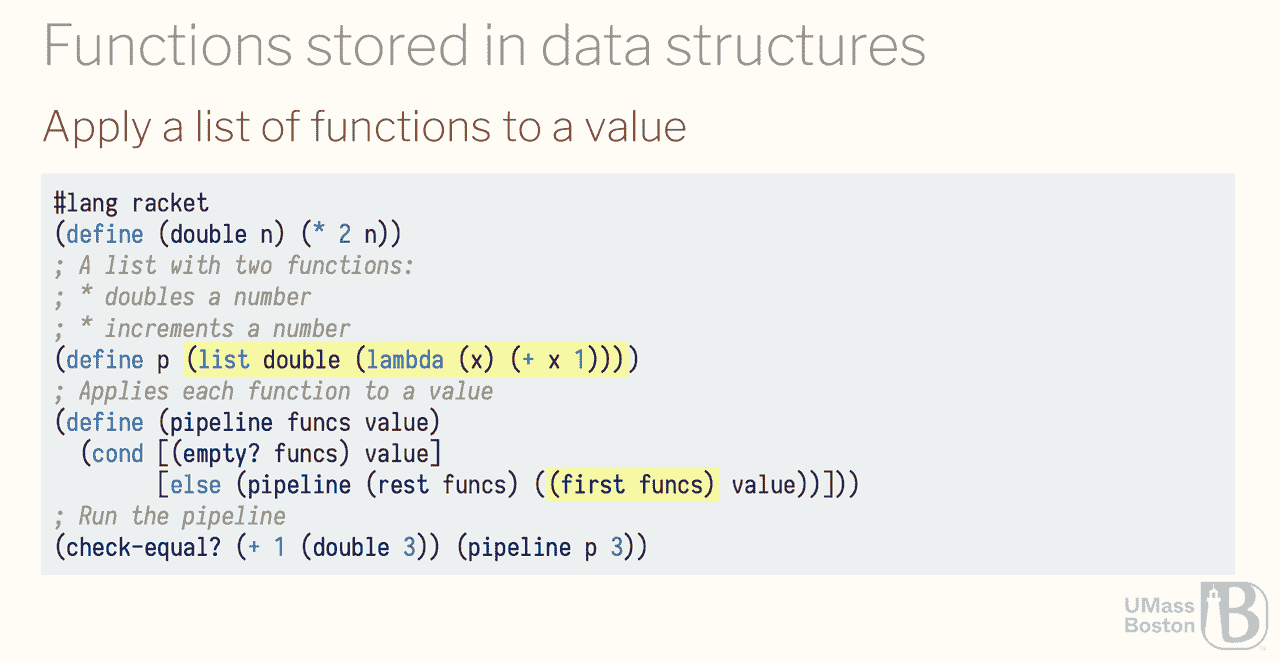 Functions stored in data structures
Apply a list of functions to a value
#lang racket
(define (double n) (* 2 n))
; A list with two functions:
; * doubles a number
; * increments a number
(define p (list double (lambda (x) (+ x 1))))
; Applies each function to a value
(define (pipeline funcs value)
  (cond [(empty? funcs) value]
        [else (pipeline (rest funcs) ((first funcs) value))]))
; Run the pipeline
(check-equal? (+ 1 (double 3)) (pipeline p 3))
UMass
Boston
B